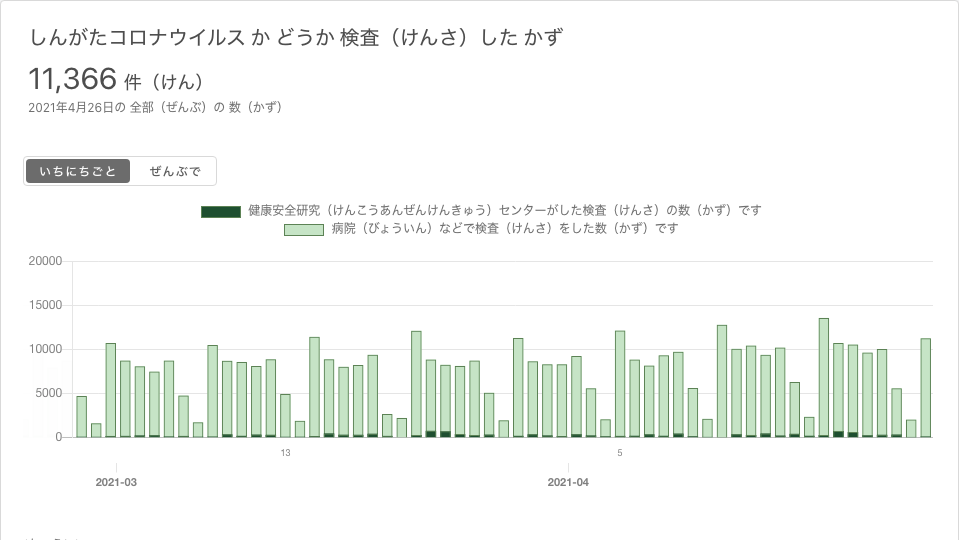 しんがたコロナウイルス か どうか 検査（けんさ）した かず
11,366 件（けん）
2021年4月26日の 全部（ぜんぶ）の 数（かず）
いちにちごと ぜんぶで
健康安全研究（けんこうあんぜんけんきゅう）センターがした検査（けんさ）の数（かず）です
病院（びょういん）などで検査（けんさ）をした数（かず）です
20000
15000
10000
5000
0
13 5
2021-03 2021-04